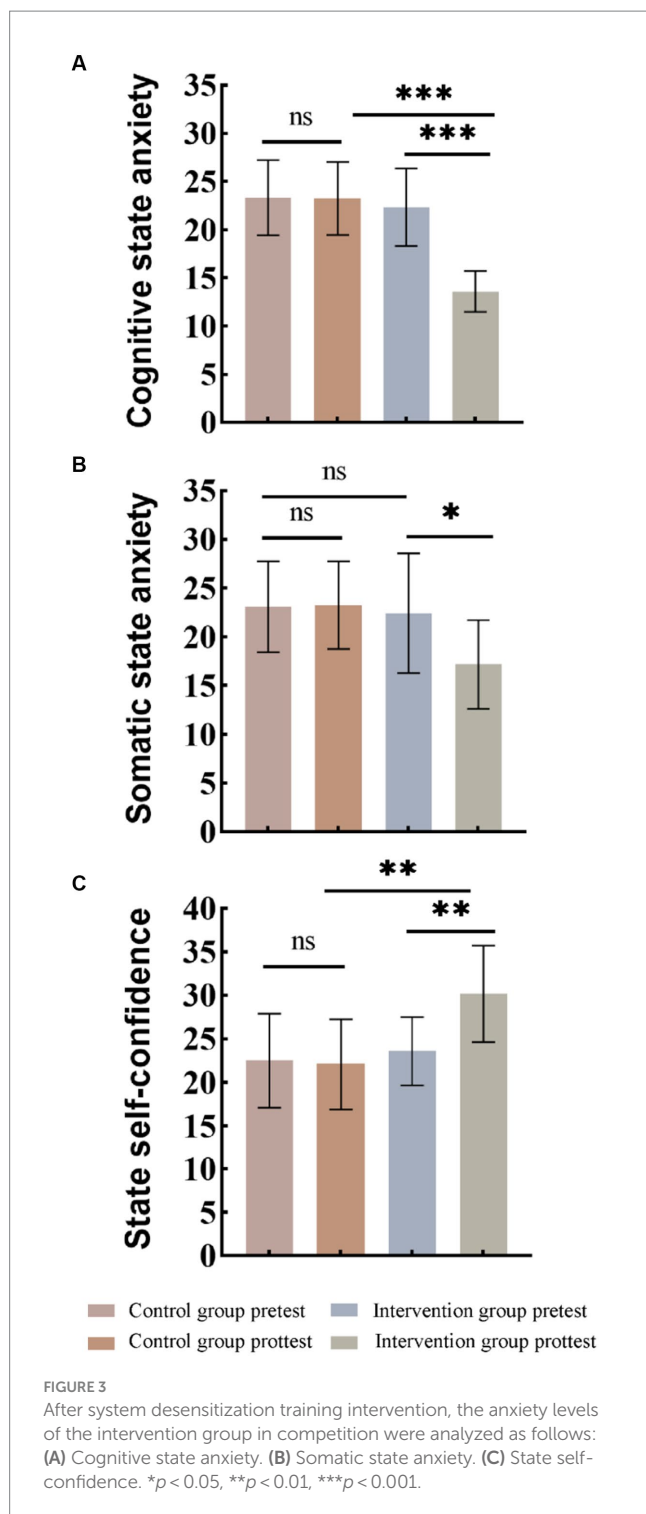 A
Cognitive state anxiety
35
30
25
20
15
10
5
0
ns
***
***
B
Somatic state anxiety
35
30
25
20
15
10
5
0
ns
ns
*
C
State self-confidence
40
35
30
25
20
15
10
5
0
ns
**
**
Control group pretest
Intervention group pretest
Control group prottest
Intervention group prottest
FIGURE 3
After system desensitization training intervention, the anxiety levels
of the intervention group in competition were analyzed as follows:
(A) Cognitive state anxiety. (B) Somatic state anxiety. (C) State self-
confidence. *p < 0.05, **p < 0.01, ***p < 0.001.